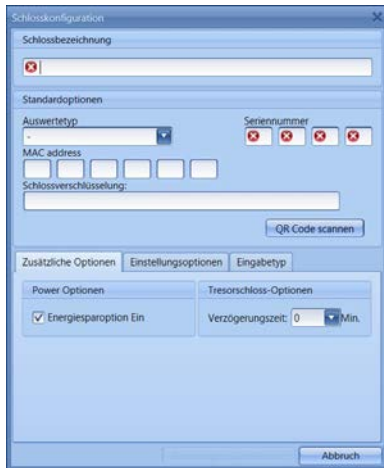 Schlosskonfiguration
Schlossbezeichnung
Standardoptionen
Auswertetyp
Seriennummer
-
MAC address
Schlossverschlüsselung:
QR Code scannen
Zusätzliche Optionen Einstellungsoptionen Eingabetyp
Power Optionen Tresorschloss-Optionen
Energiesparoption Ein Verzögerungszeit: 0 Min.
Abbruch